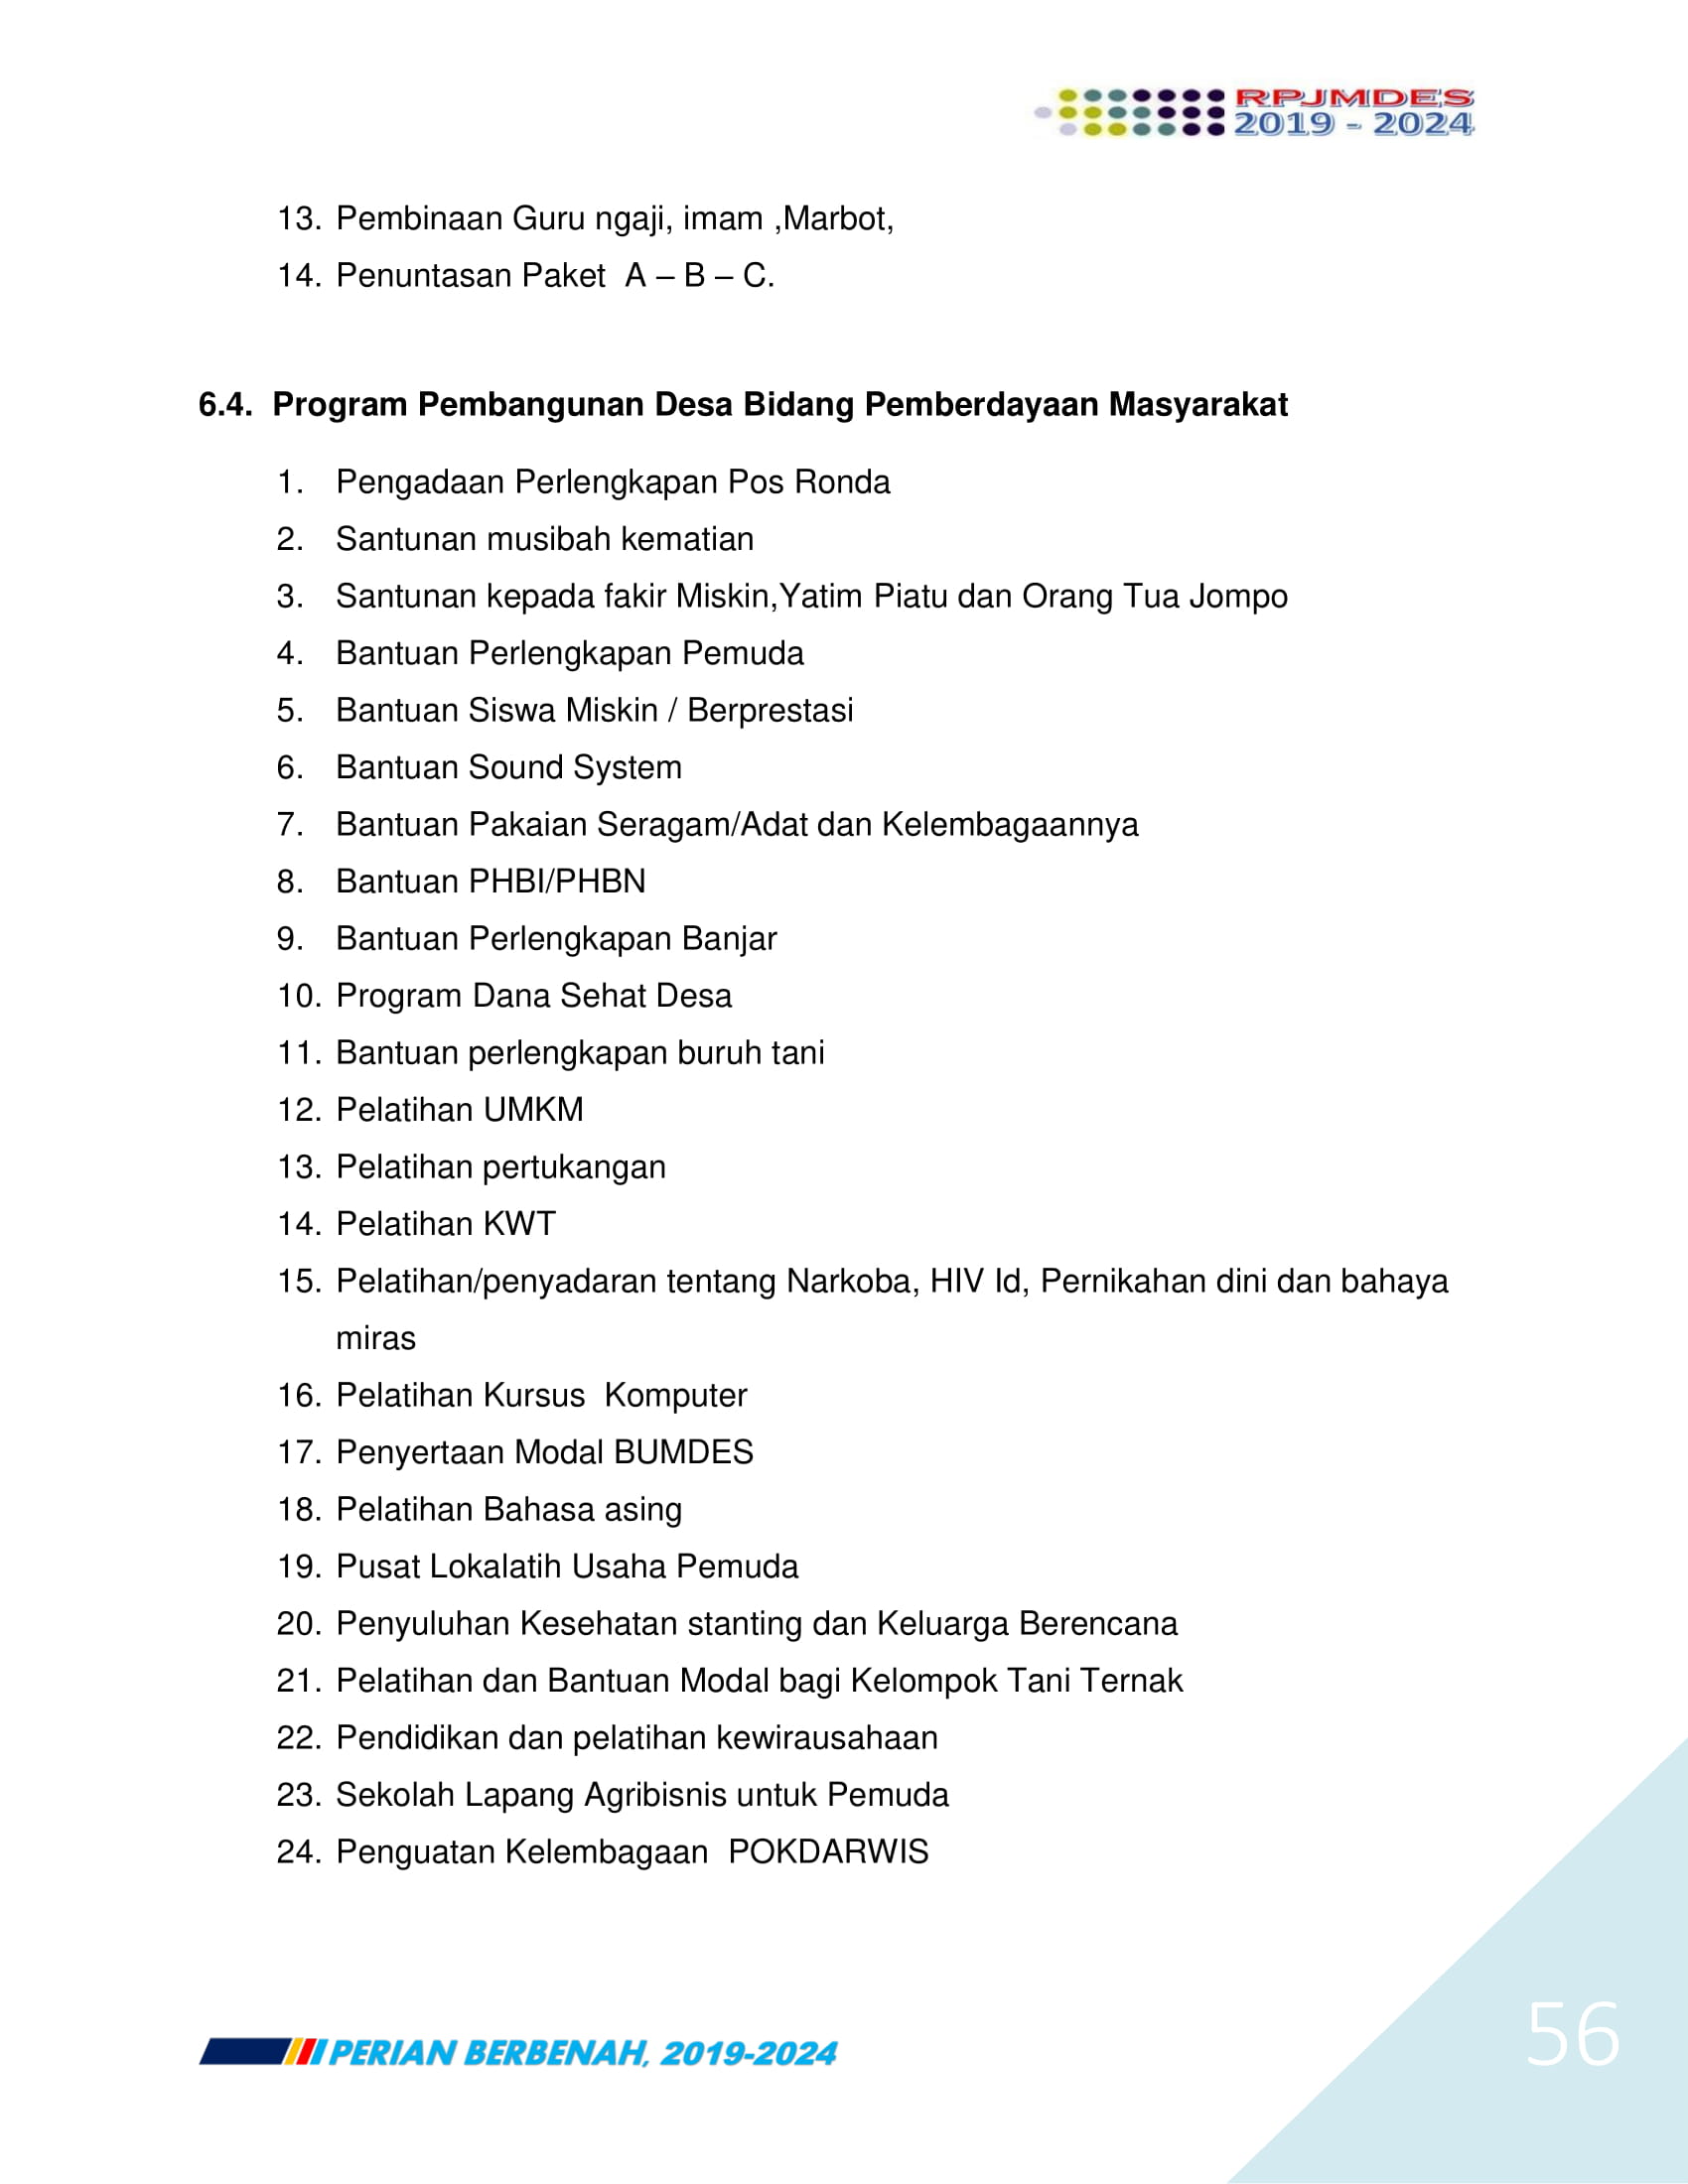 RPJMDES
2019 - 2024
13. Pembinaan Guru ngaji, imam ,Marbot,
14. Penuntasan Paket  A – B – C.
6.4.  Program Pembangunan Desa Bidang Pemberdayaan Masyarakat
1. Pengadaan Perlengkapan Pos Ronda
2. Santunan musibah kematian
3. Santunan kepada fakir Miskin,Yatim Piatu dan Orang Tua Jompo
4. Bantuan Perlengkapan Pemuda
5. Bantuan Siswa Miskin / Berprestasi
6. Bantuan Sound System
7. Bantuan Pakaian Seragam/Adat dan Kelembagaannya
8. Bantuan PHBI/PHBN
9. Bantuan Perlengkapan Banjar
10. Program Dana Sehat Desa
11. Bantuan perlengkapan buruh tani
12. Pelatihan UMKM
13. Pelatihan pertukangan
14. Pelatihan KWT
15. Pelatihan/penyadaran tentang Narkoba, HIV Id, Pernikahan dini dan bahaya
miras
16. Pelatihan Kursus  Komputer
17. Penyertaan Modal BUMDES
18. Pelatihan Bahasa asing
19. Pusat Lokalatih Usaha Pemuda
20. Penyuluhan Kesehatan stanting dan Keluarga Berencana
21. Pelatihan dan Bantuan Modal bagi Kelompok Tani Ternak
22. Pendidikan dan pelatihan kewirausahaan
23. Sekolah Lapang Agribisnis untuk Pemuda
24. Penguatan Kelembagaan  POKDARWIS
PERIAN BERBENAH, 2019-2024
56